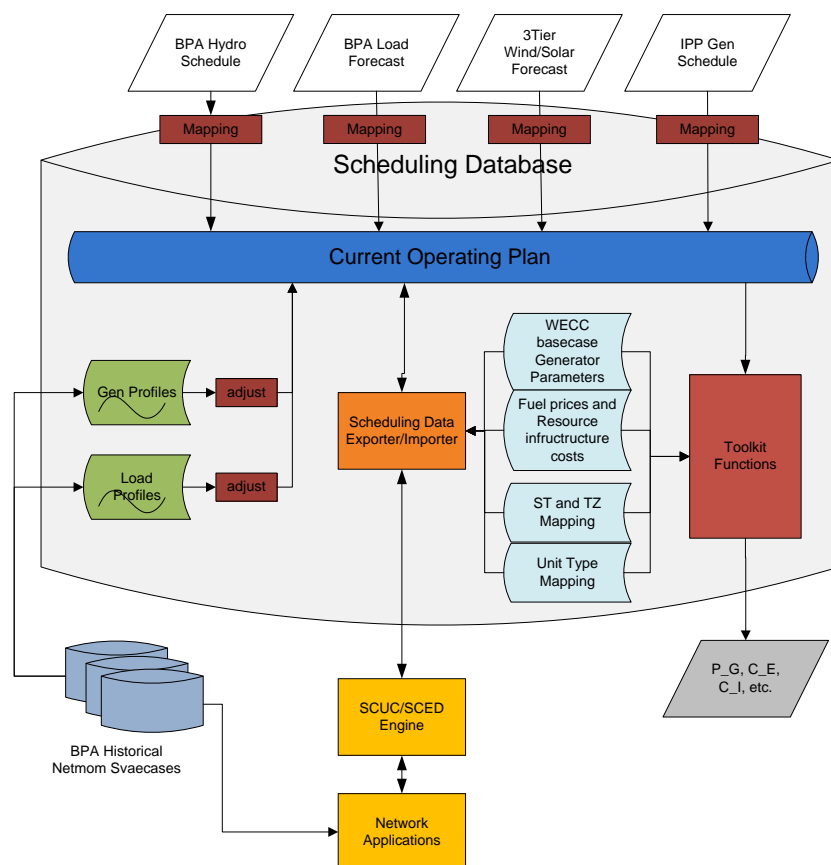 BPA Hydro
Schedule
BPA Load
Forecast
3Tier
Wind/Solar
Forecast
IPP Gen
Schedule
Mapping
Mapping
Mapping
Mapping
Scheduling Database
Current Operating Plan
Gen Profiles
adjust
Load
Profiles
adjust
Scheduling Data
Exporter/Importer
WECC
basecase
Generator
Parameters
Fuel prices and
Resource
infructructure
costs
ST and TZ
Mapping
Unit Type
Mapping
Toolkit
Functions
P_G, C_E,
C_I, etc.
BPA Historical
Netmom Svaecases
SCUC/SCED
Engine
Network
Applications